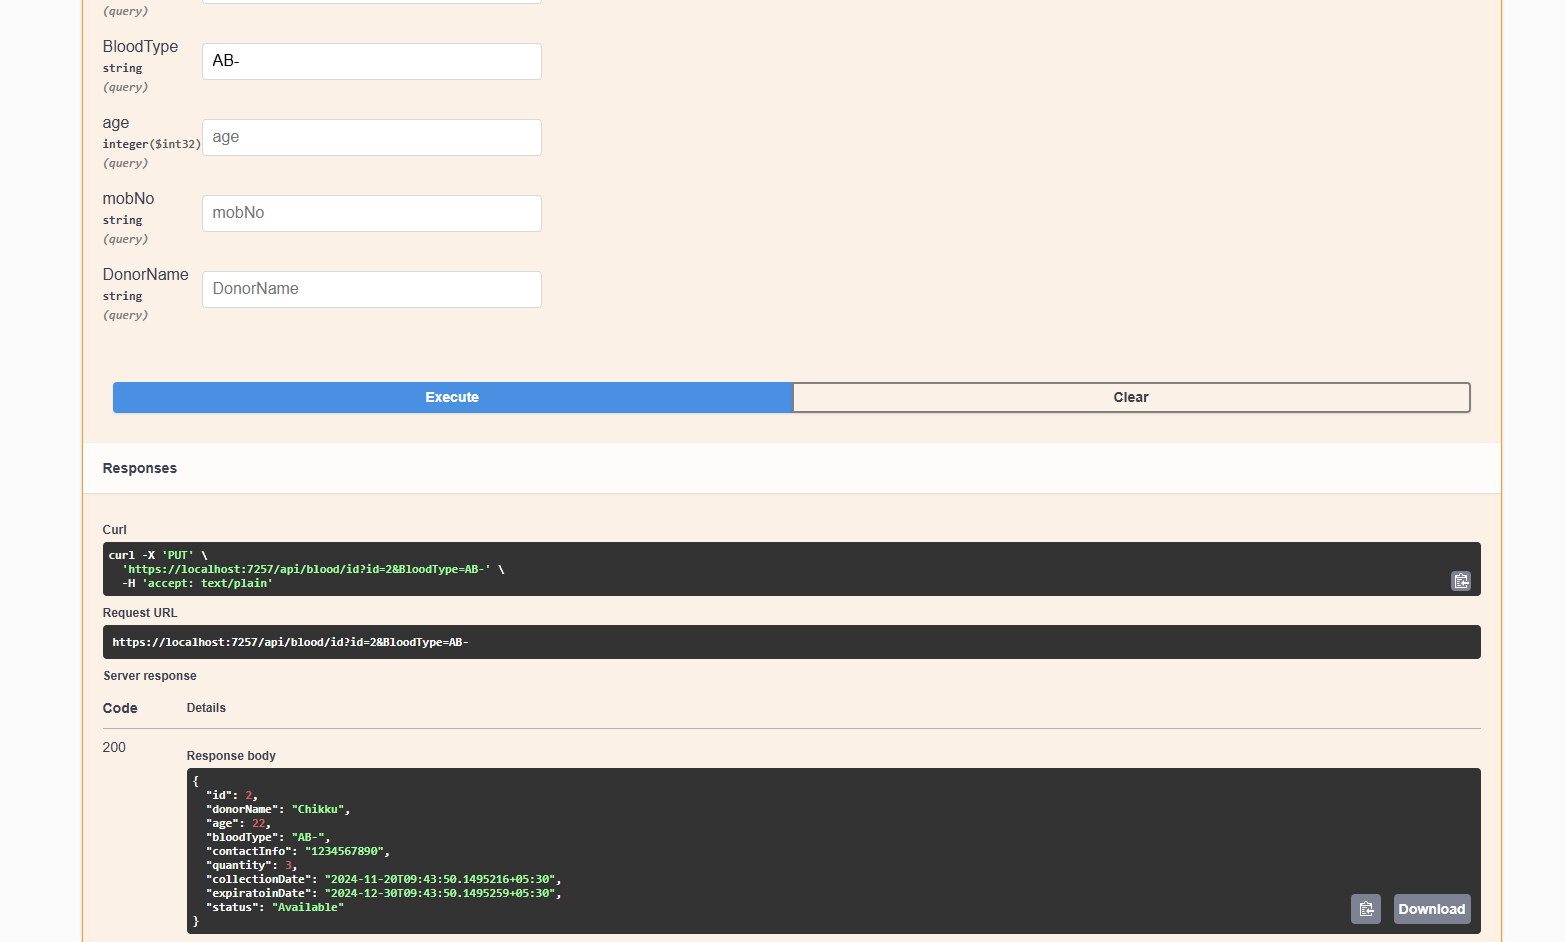 (query)
BloodType
string
(query)
AB-
age
integer($int32)
(query)
age
mobNo
string
(query)
mobNo
DonorName
string
(query)
DonorName
Execute
Clear
Responses
Curl
curl -X 'PUT' \
'https://localhost:7257/api/blood/id?id=2&BloodType=AB-' \
-H 'accept: text/plain'
Request URL
https://localhost:7257/api/blood/id?id=2&BloodType=AB-
Server response
Code Details
200
Response body
{
"id": 2,
"donorName": "Chikku",
"age": 22,
"bloodType": "AB-",
"contactInfo": "1234567890",
"quantity": 3,
"collectionDate": "2024-11-20T09:43:50.1495216+05:30",
"expiratoinDate": "2024-12-30T09:43:50.1495259+05:30",
"status": "Available"
}
Download